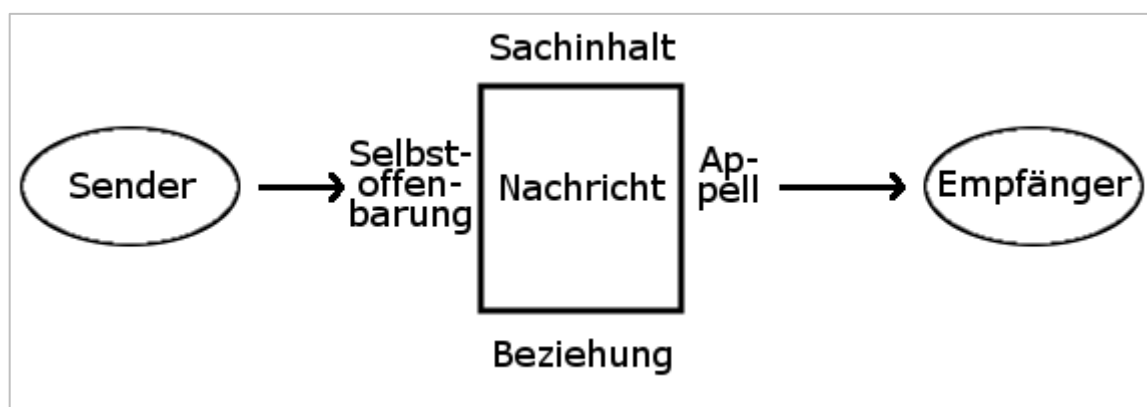 Sachinhalt
Sender
Selbst-
offen-
barung
Nachricht
Ap-
pell
Empfänger
Beziehung